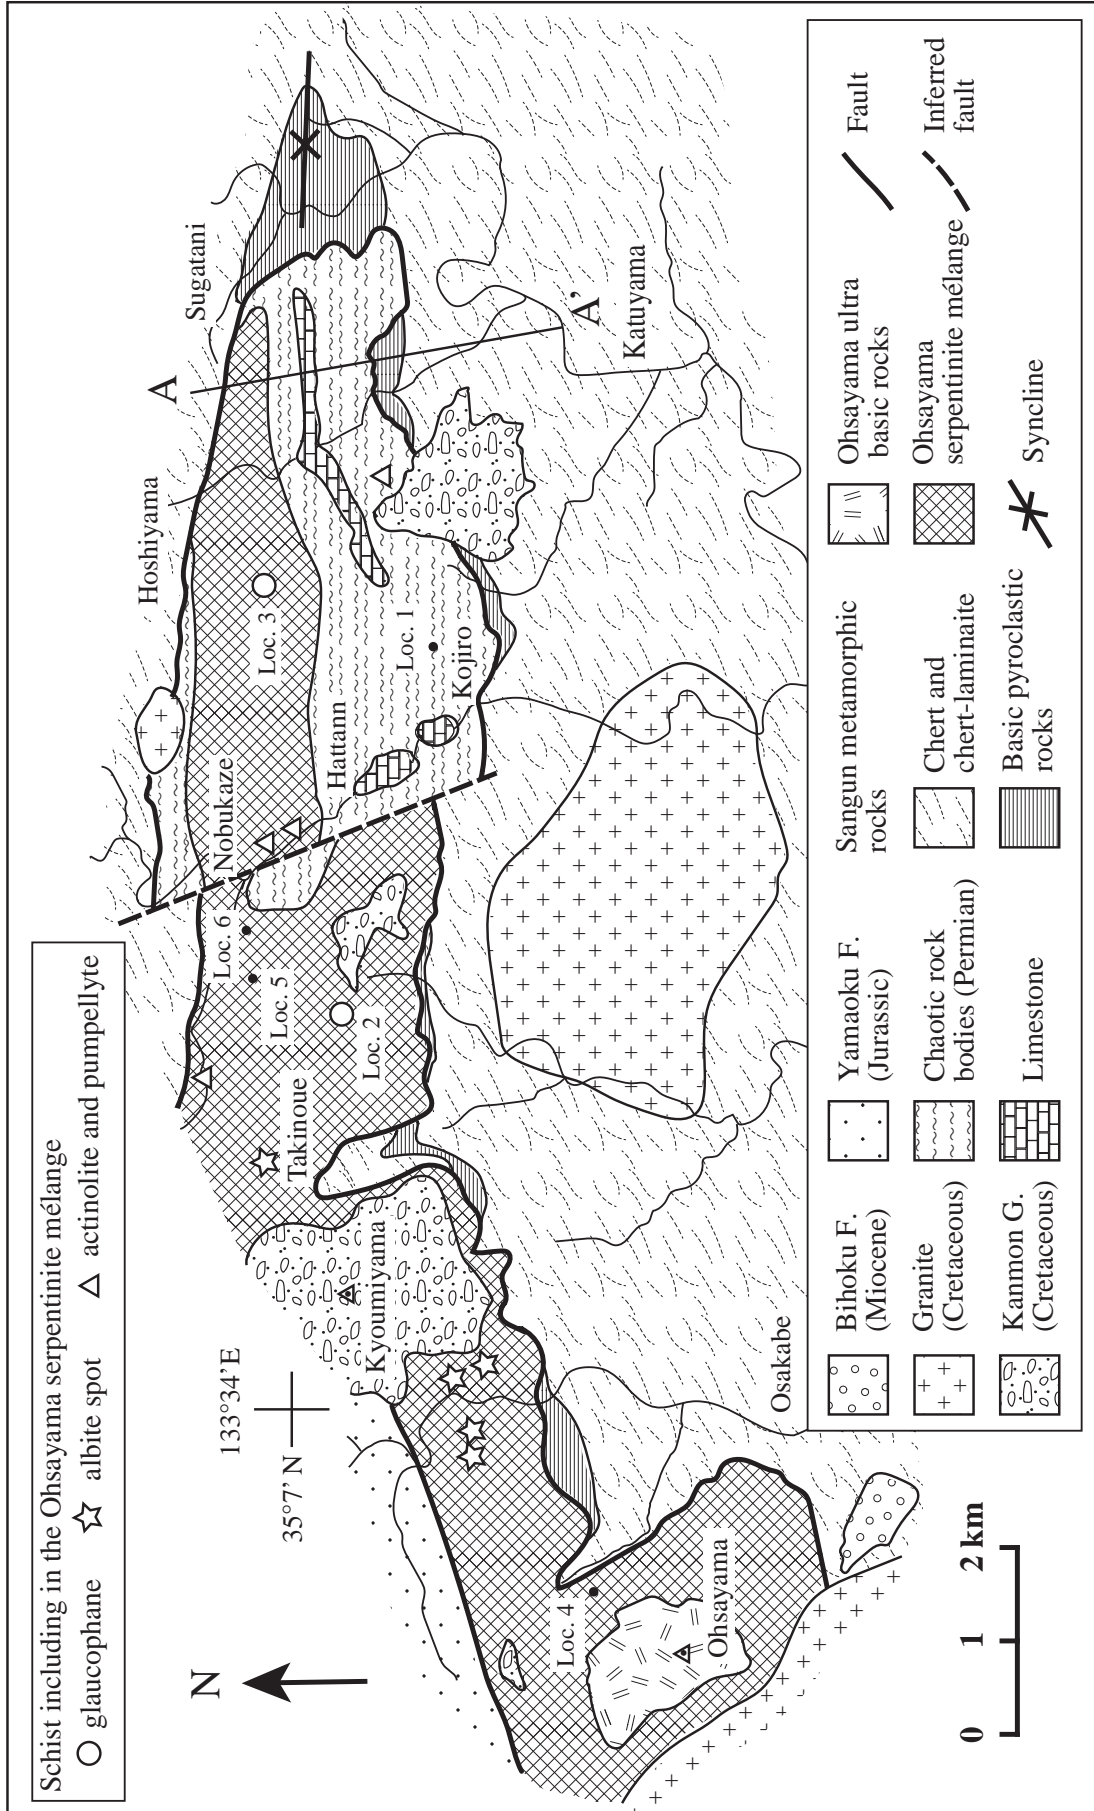 Schist including in the Ohsayama serpentinite mélange
glaucophane
albite spot
actinolite and pumpellyte
N
133°34’E
35°7’ N
Kyoumiyama
Takinoue
Loc. 5
Loc. 6
Loc. 2
Nobukaze
Hattann
Hoshiyama
Loc. 3
Loc. 1
Kojiro
Sugatani
A
A’
Katuyama
Loc. 4
Ohsayama
Osakabe
0
1
2 km
Bihoku F.
(Miocene)
Granite
(Cretaceous)
Kanmon G.
(Cretaceous)
Yamaoku F.
(Jurassic)
Chaotic rock
bodies (Permian)
Limestone
Sangun metamorphic
rocks
Chert and
chert-laminaite
Basic pyroclastic
rocks
Ohsayama ultra
basic rocks
Ohsayama
serpentinite mélange
Syncline
Fault
Inferred
fault